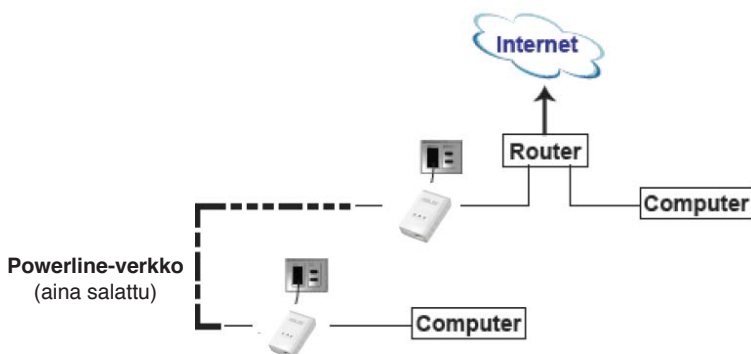 Internet
Router
Computer
Powerline-verkko
(aina salattu)
Computer